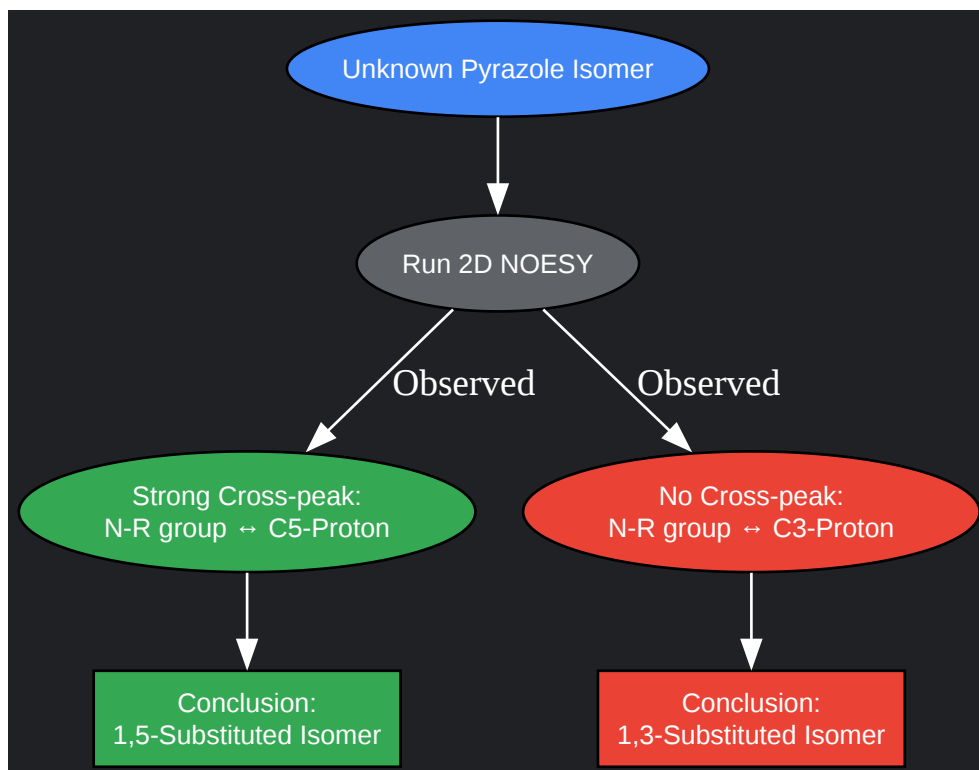 Unknown Pyrazole Isomer
Run 2D NOESY
Observed
Observed
Strong Cross-peak:
N-R group ↔ C5-Proton
No Cross-peak:
N-R group ↔ C3-Proton
Conclusion:
1,5-Substituted Isomer
Conclusion:
1,3-Substituted Isomer